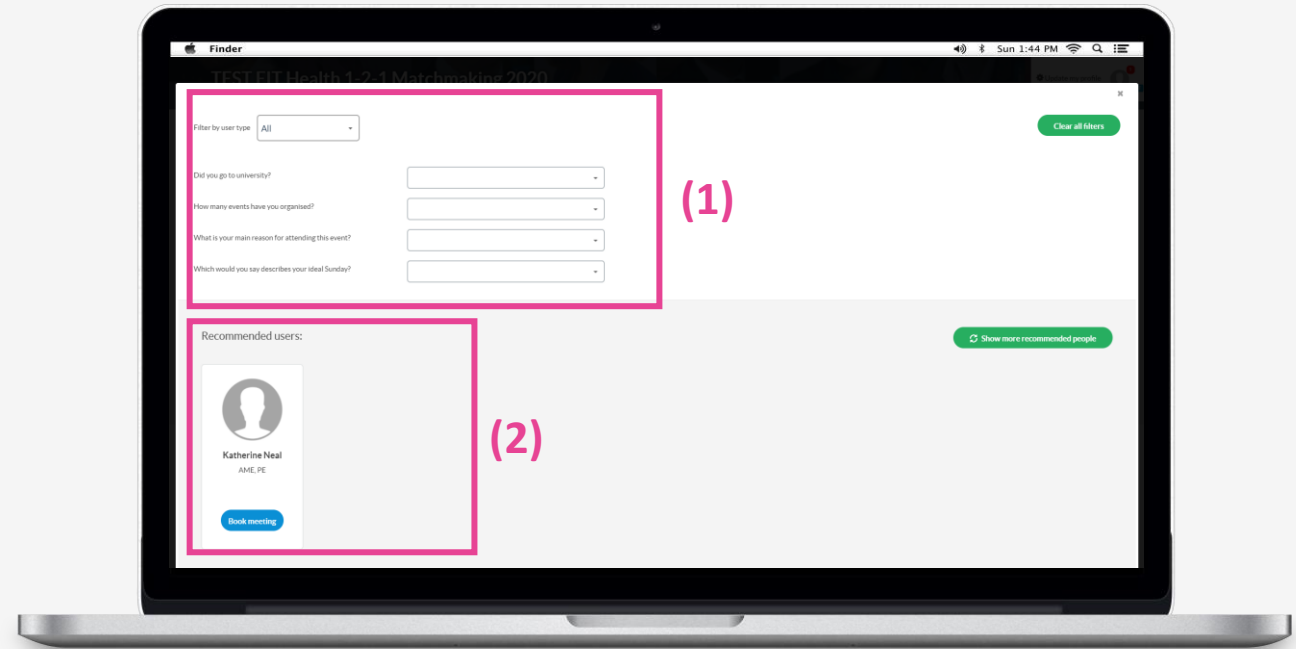 Finder
Sun 1:44 PM
TEST FIT Health 1-2-1 Matchmaking 2020
Filter by user type All
Clear all filters
Did you go to university?
How many events have you organised?
What is your main reason for attending this event?
Which would you say describes your ideal Sunday?
(1)
Recommended users:
Show more recommended people
Katherine Neal
AME, PE
Book meeting
(2)